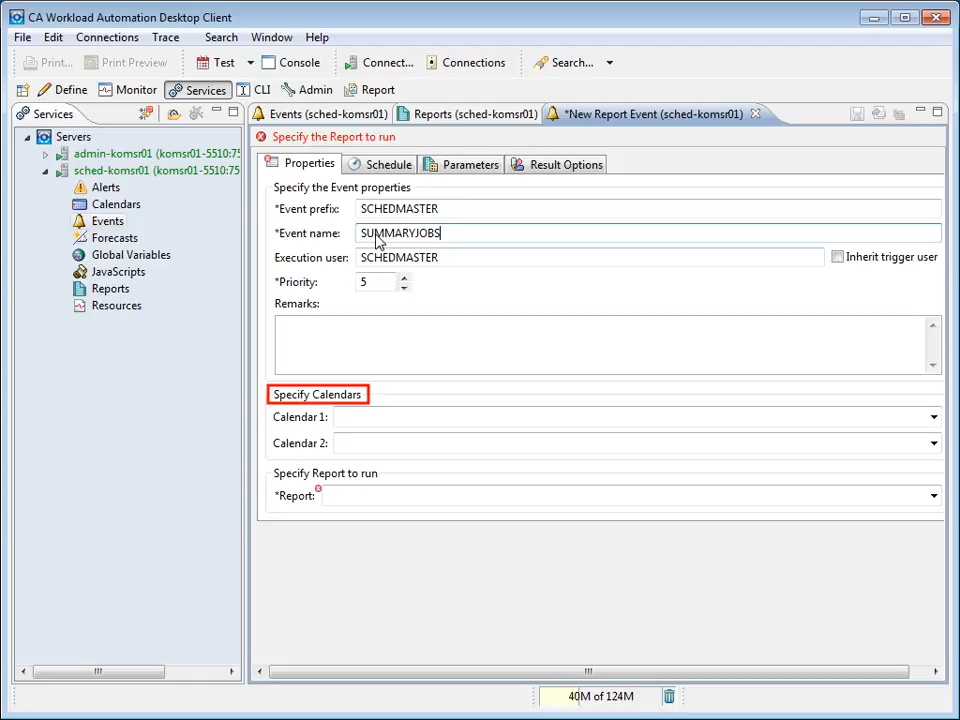 CA Workload Automation Desktop Client
File Edit Connections Trace Search Window Help
Print... Print Preview Test Console Connect... Connections Search...
Define Monitor Services CLI Admin Report
Services
Events (sched-komsr01) Reports (sched-komsr01) *New Report Event (sched-komsr01)
Servers
admin-komsr01 (komsr01-5510:75
sched-komsr01 (komsr01-5510:75
Alerts
Calendars
Events
Forecasts
Global Variables
JavaScripts
Reports
Resources
Specify the Report to run
Properties Schedule Parameters Result Options
Specify the Event properties
*Event prefix: SCHEDMASTER
*Event name: SUMMARYJOBS
Execution user: SCHEDMASTER Inherit trigger user
*Priority: 5
Remarks:
Specify Calendars
Calendar 1:
Calendar 2:
Specify Report to run
*Report:
40M of 124M